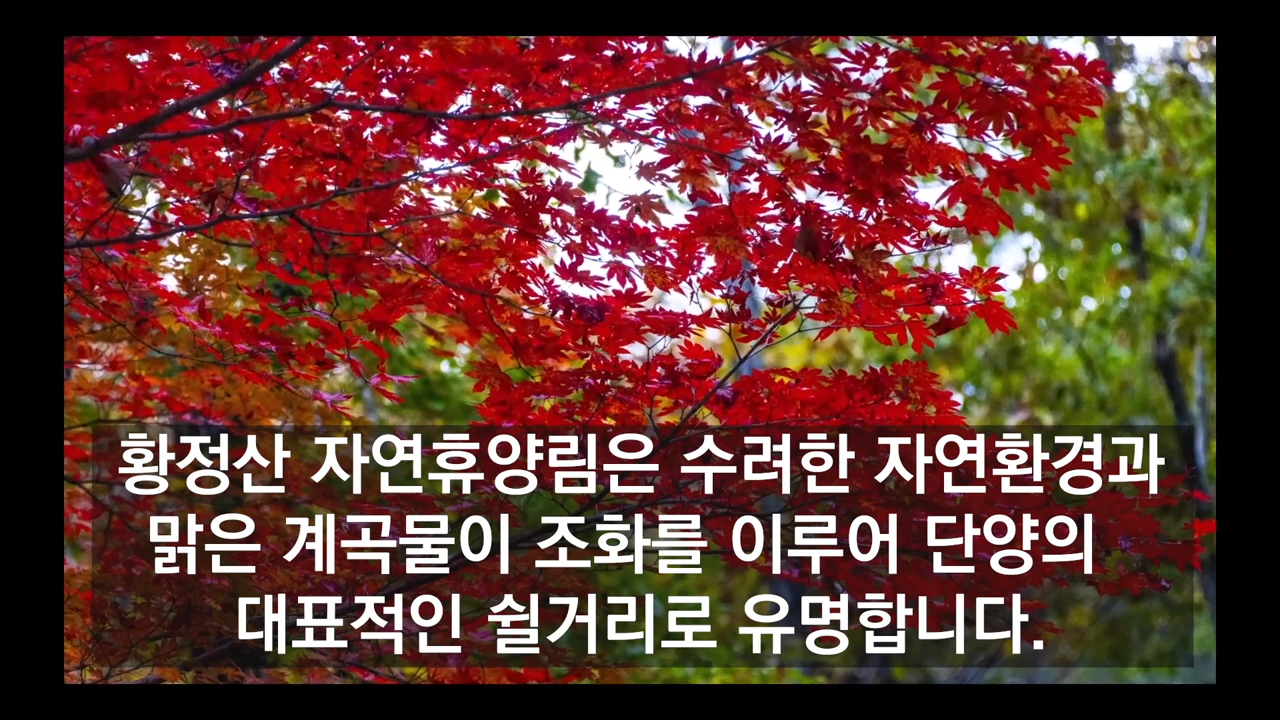 황정산 자연휴양림은 수려한 자연환경과
맑은 계곡물이 조화를 이루어 단양의
대표적인 쉴거리로 유명합니다.